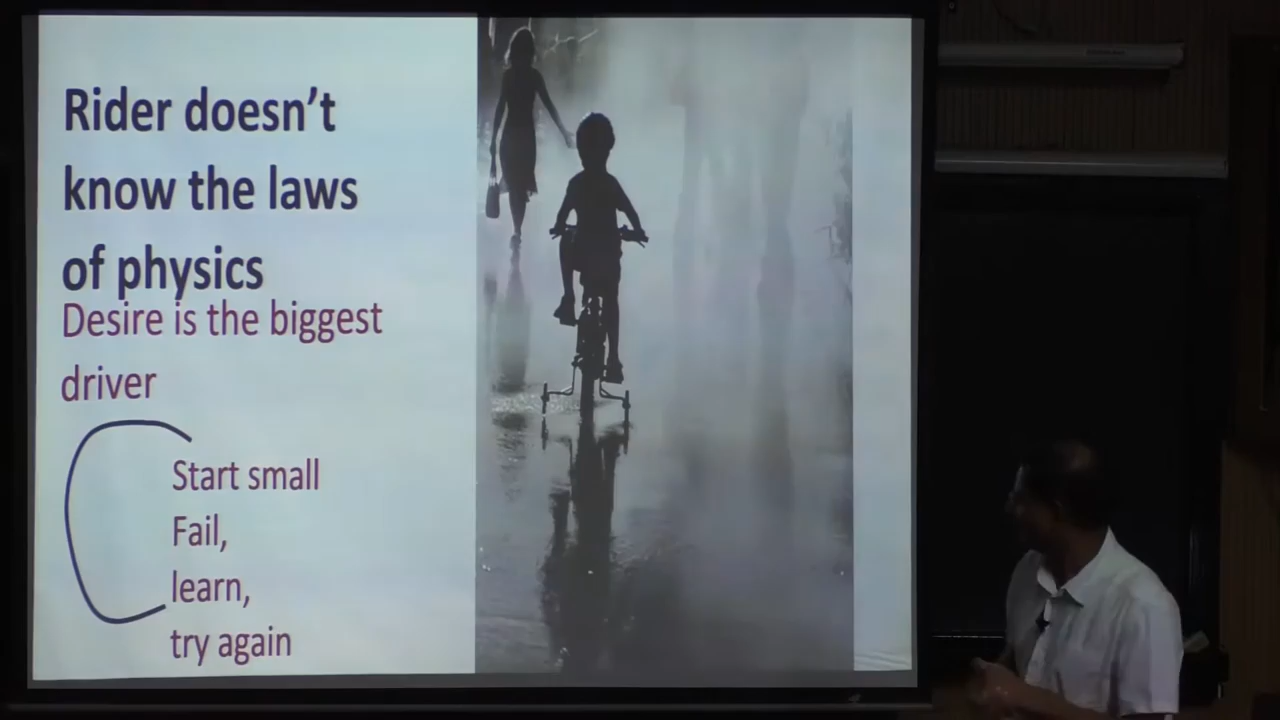 Rider doesn't
know the laws
of physics
Desire is the biggest
driver
Start small
Fail,
learn,
try again